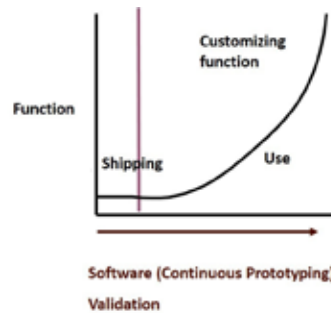 Customizing
function
Function
Shipping
Use
Software (Continuous Prototyping)
Validation